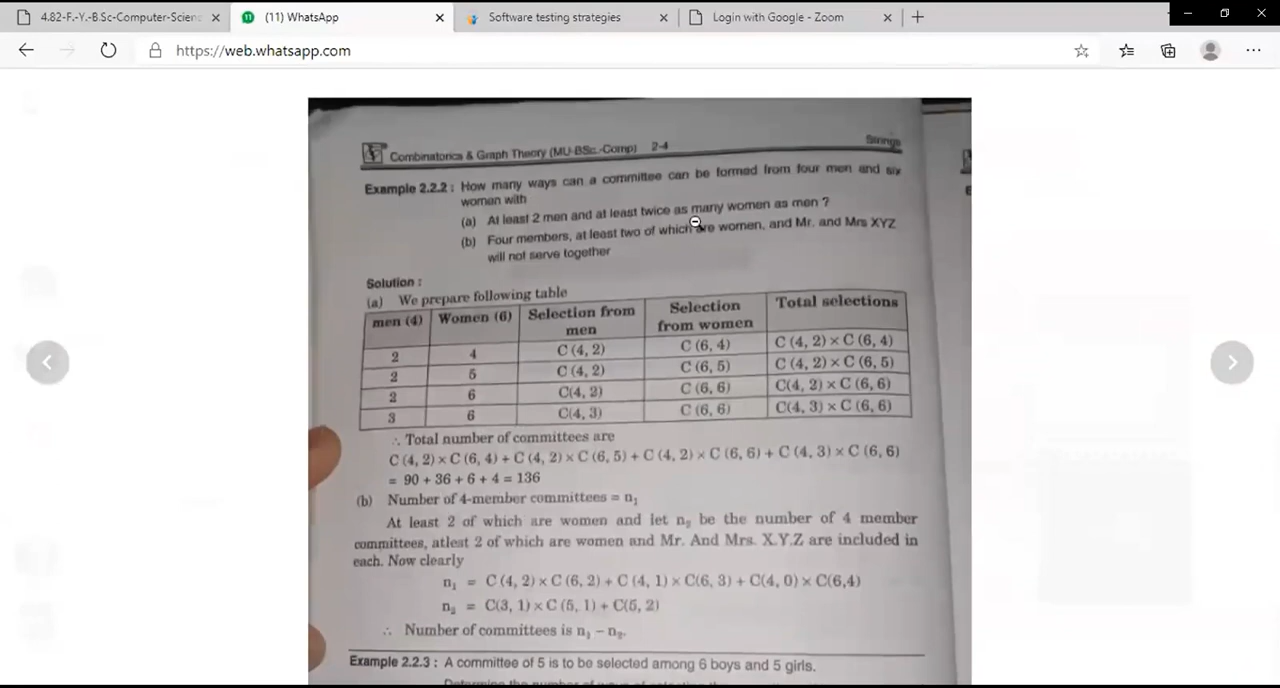 4.82-F.-Y.-B.Sc-Computer-Scien
(11) WhatsApp
Software testing strategies
Login with Google - Zoom
https://web.whatsapp.com
Combinatorics & Graph Theory (MU-BSc.-Comp) 2-4
Strings
Example 2.2.2 : How many ways can a committee can be formed from four men and six
women with
(a) At least 2 men and at least twice as many women as men ?
(b) Four members, at least two of which are women, and Mr. and Mrs XYZ
will not serve together
Solution :
(a) We prepare following table
men (4) Women (6) Selection from men Selection from women Total selections
2 4 C (4, 2) C (6, 4) C (4, 2) × C (6, 4)
2 5 C (4, 2) C (6, 5) C (4, 2) × C (6, 5)
2 6 C(4, 2) C (6, 6) C(4, 2) × C (6, 6)
3 6 C(4, 3) C (6, 6) C(4, 3) × C (6, 6)
∴ Total number of committees are
C (4, 2) × C (6, 4) + C (4, 2) × C (6, 5) + C (4, 2) × C (6, 6) + C (4, 3) × C (6, 6)
= 90 + 36 + 6 + 4 = 136
(b) Number of 4-member committees = n₁
At least 2 of which are women and let n₂ be the number of 4 member
committees, atlest 2 of which are women and Mr. And Mrs. X.Y.Z are included in
each. Now clearly
n₁ = C (4, 2) × C (6, 2) + C (4, 1) × C(6, 3) + C(4, 0) × C(6,4)
n₂ = C(3, 1) × C (5, 1) + C(5, 2)
∴ Number of committees is n₁ – n₂.
Example 2.2.3 : A committee of 5 is to be selected among 6 boys and 5 girls.